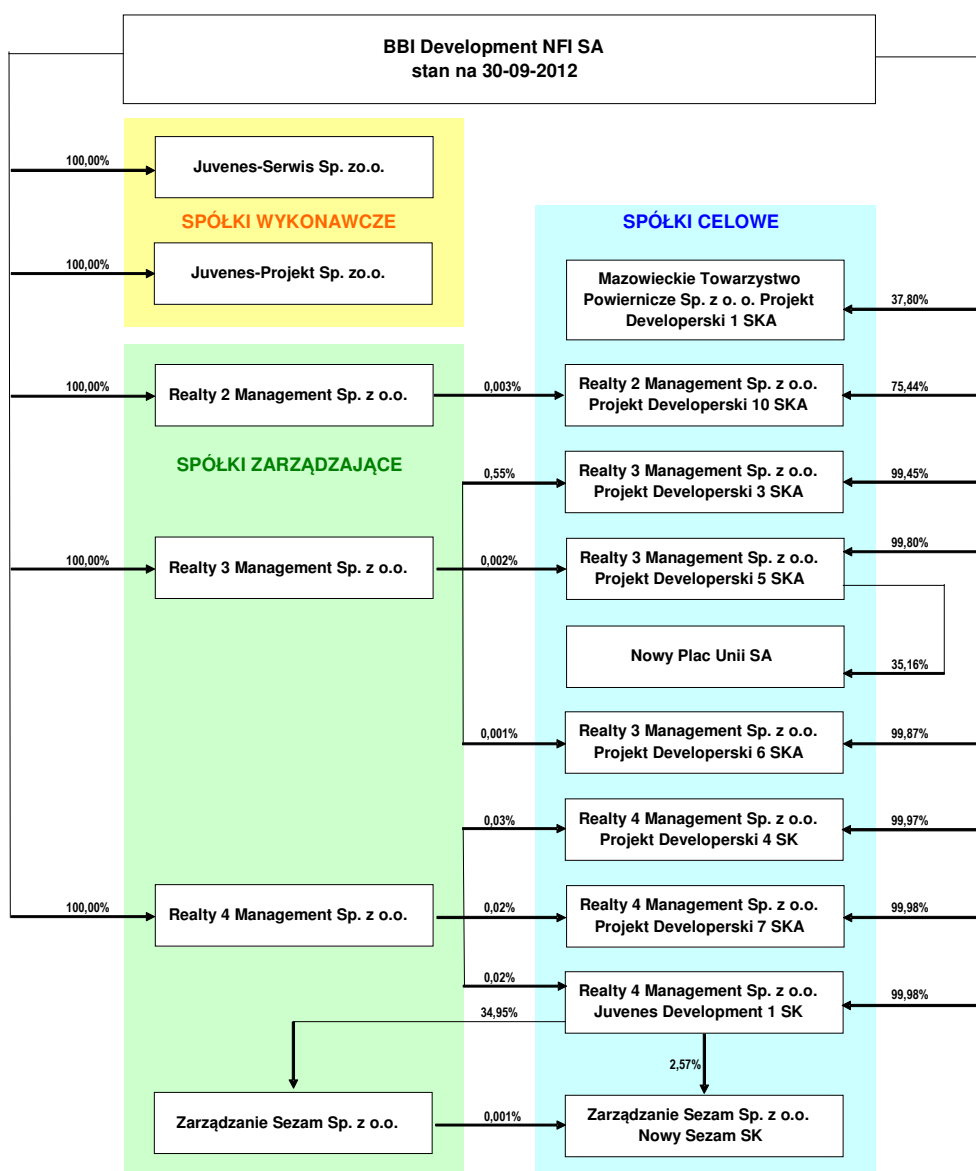 BBI Development NFI SA
stan na 30-09-2012
100,00%
Juvenes-Serwis Sp. zo.o.
SPÓŁKI WYKONAWCZE
SPÓŁKI CELOWE
100,00%
Juvenes-Projekt Sp. zo.o.
Mazowieckie Towarzystwo
Powiernicze Sp. z o. o. Projekt
Developerski 1 SKA
37,80%
100,00%
Realty 2 Management Sp. z o.o.
0,003%
Realty 2 Management Sp. z o.o.
Projekt Developerski 10 SKA
75,44%
SPÓŁKI ZARZĄDZAJĄCE
0,55%
Realty 3 Management Sp. z o.o.
Projekt Developerski 3 SKA
99,45%
100,00%
Realty 3 Management Sp. z o.o.
0,002%
Realty 3 Management Sp. z o.o.
Projekt Developerski 5 SKA
99,80%
Nowy Plac Unii SA
35,16%
0,001%
Realty 3 Management Sp. z o.o.
Projekt Developerski 6 SKA
99,87%
0,03%
Realty 4 Management Sp. z o.o.
Projekt Developerski 4 SK
99,97%
100,00%
Realty 4 Management Sp. z o.o.
0,02%
Realty 4 Management Sp. z o.o.
Projekt Developerski 7 SKA
99,98%
0,02%
Realty 4 Management Sp. z o.o.
Juvenes Development 1 SK
99,98%
34,95%
2,57%
Zarządzanie Sezam Sp. z o.o.
0,001%
Zarządzanie Sezam Sp. z o.o.
Nowy Sezam SK